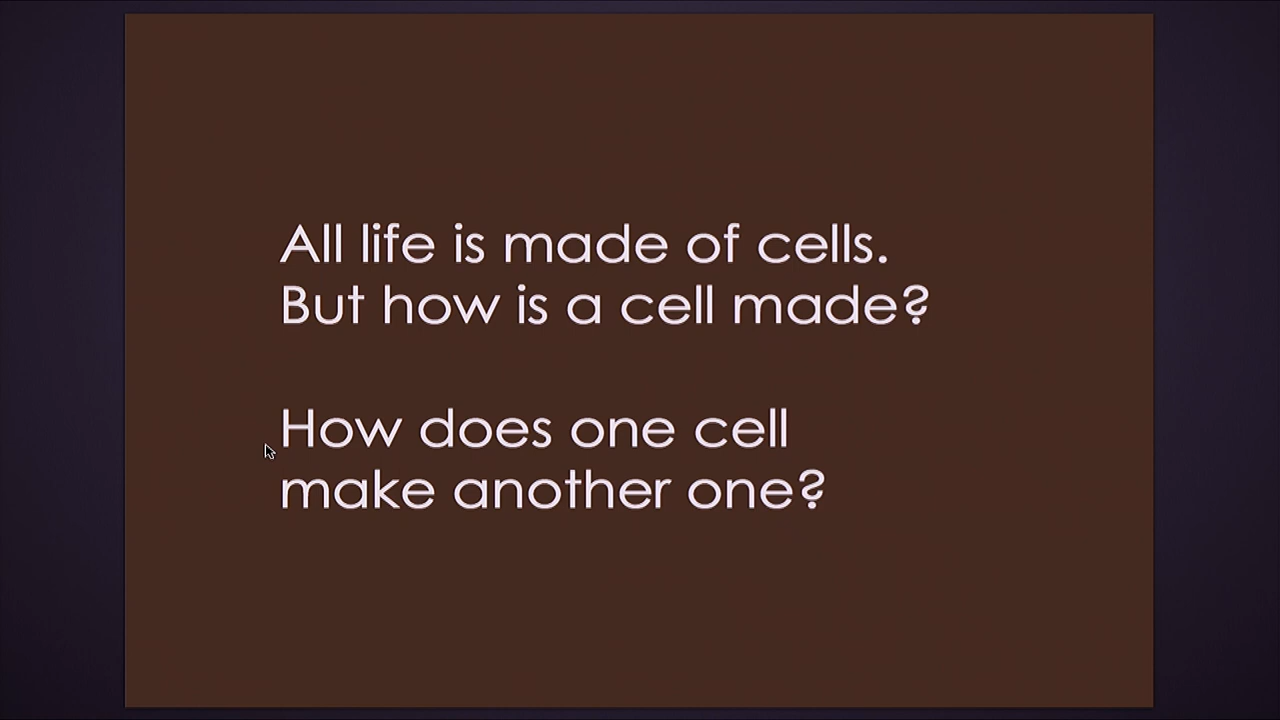 All life is made of cells.
But how is a cell made?
How does one cell
make another one?